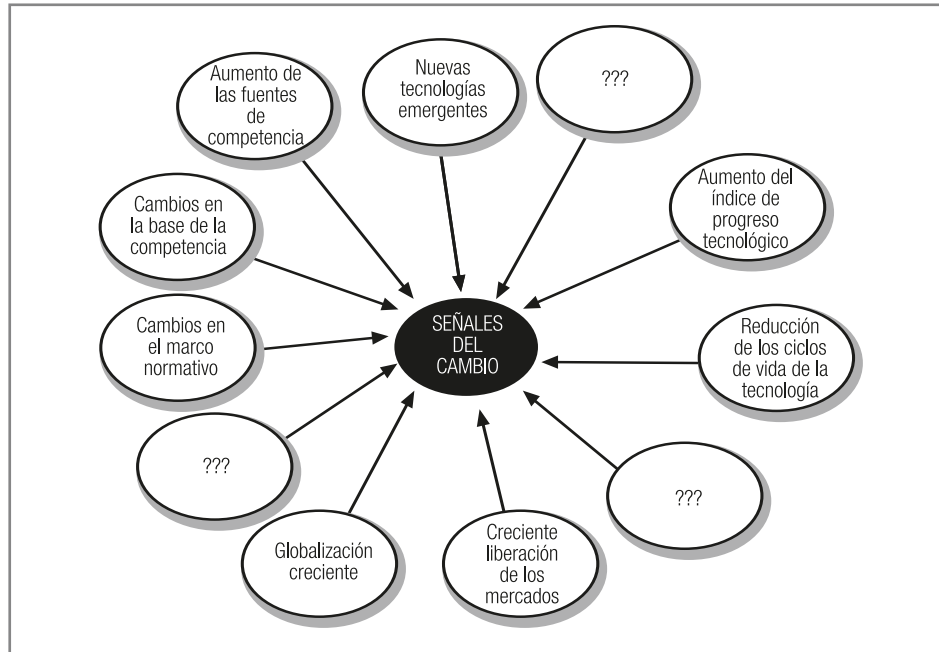 Aumento de
las fuentes
de
competencia
Nuevas
tecnologías
emergentes
???
Aumento del
índice de
progreso
tecnológico
Cambios en
la base de la
competencia
SEÑALES
DEL
CAMBIO
Cambios en
el marco
normativo
Reducción
de los ciclos
de vida de la
tecnología
???
???
Globalización
creciente
Creciente
liberación
de los
mercados